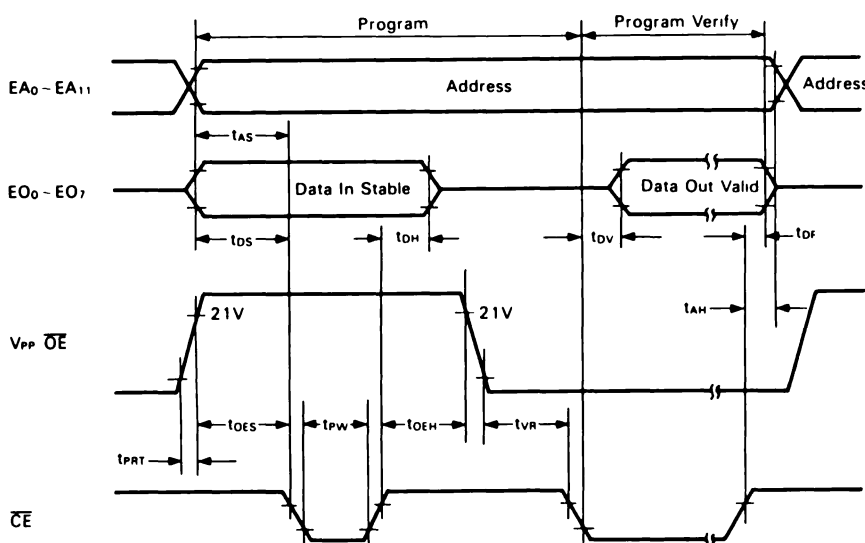 Program
Program Verify
EA0 ~ EA11
Address
Address
tAS
EO0 ~ EO7
Data In Stable
Data Out Valid
tDS
tDH
tDV
tDF
21V
21V
tAH
VPP OE
tOES
tPW
tOEH
tVR
tPRT
CE